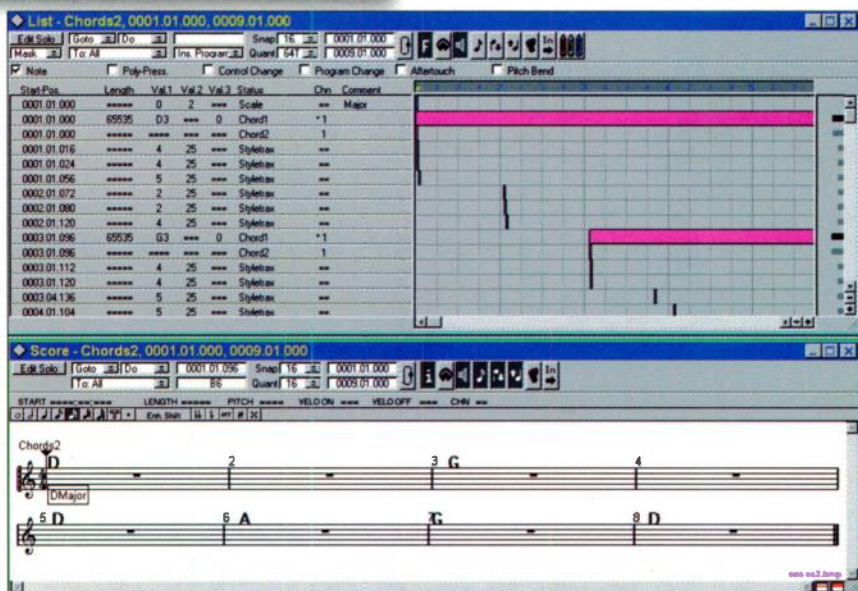 List - Chords2, 0001.01.000, 0009.01.000
Edit Solo Goto Do Snap 16 0001.01.000
Mask To: All Ins. Program Quant 64T 0009.01.000
F In
Note Poly-Press. Control Change Program Change Aftertouch Pitch Bend
Start-Pos. Length Val.1 Val.2 Val.3 Status Chn Comment
0001.01.000 ===== 0 2 === Scale == Major
0001.01.000 65535 D3 === 0 Chord1 *1
0001.01.000 ===== ==== === === Chord2 1
0001.01.016 ===== 4 25 === Styletrax ==
0001.01.024 ===== 4 25 === Styletrax ==
0001.01.056 ===== 5 25 === Styletrax ==
0002.01.072 ===== 2 25 === Styletrax ==
0002.01.080 ===== 2 25 === Styletrax ==
0002.01.120 ===== 4 25 === Styletrax ==
0003.01.096 65535 G3 === 0 Chord1 *1
0003.01.096 ===== ==== === === Chord2 1
0003.01.112 ===== 4 25 === Styletrax ==
0003.01.120 ===== 4 25 === Styletrax ==
0003.04.136 ===== 5 25 === Styletrax ==
0004.01.104 ===== 5 25 === Styletrax ==
Score - Chords2, 0001.01.000, 0009.01.000
Edit Solo Goto Do 0001.01.096 Snap 16 0001.01.000
To: All B6 Quant 16 0009.01.000
i In
START ====:==:=== LENGTH ===== PITCH ==== VELO ON === VELO OFF === CHN ==
Enh. Shift
Chords2
D 2 3 G 4
DMajor
5 D 6 A 7 G 8 D